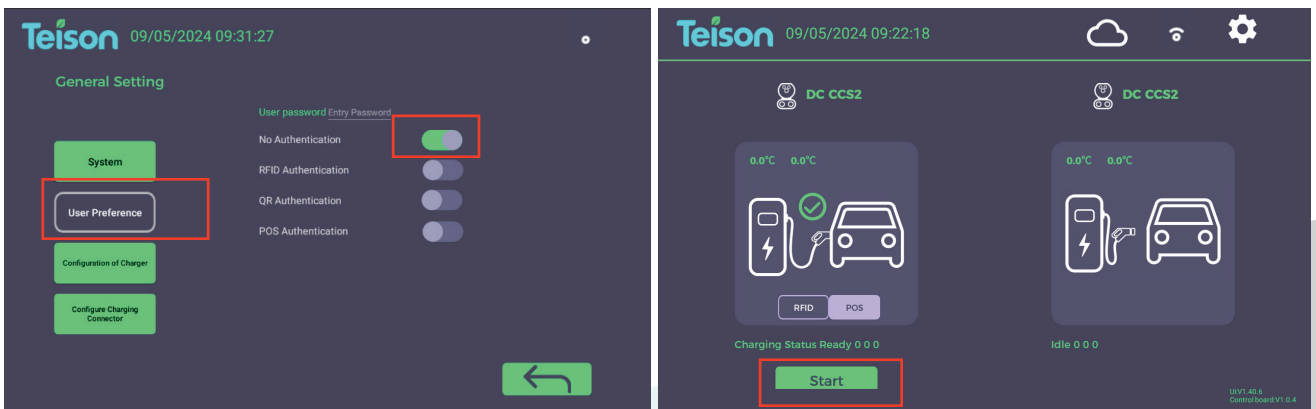 Teison 09/05/2024 09:31:27
General Setting
User password Entry Password
No Authentication
System
RFID Authentication
User Preference
QR Authentication
POS Authentication
Configuration of Charger
Configure Charging
Connector
Teison 09/05/2024 09:22:18
DC CCS2
DC CCS2
0.0°C 0.0°C
0.0°C 0.0°C
RFID POS
Charging Status Ready 0 0 0
Idle 0 0 0
Start
UI:V1.40.6
Control board:V1.0.4